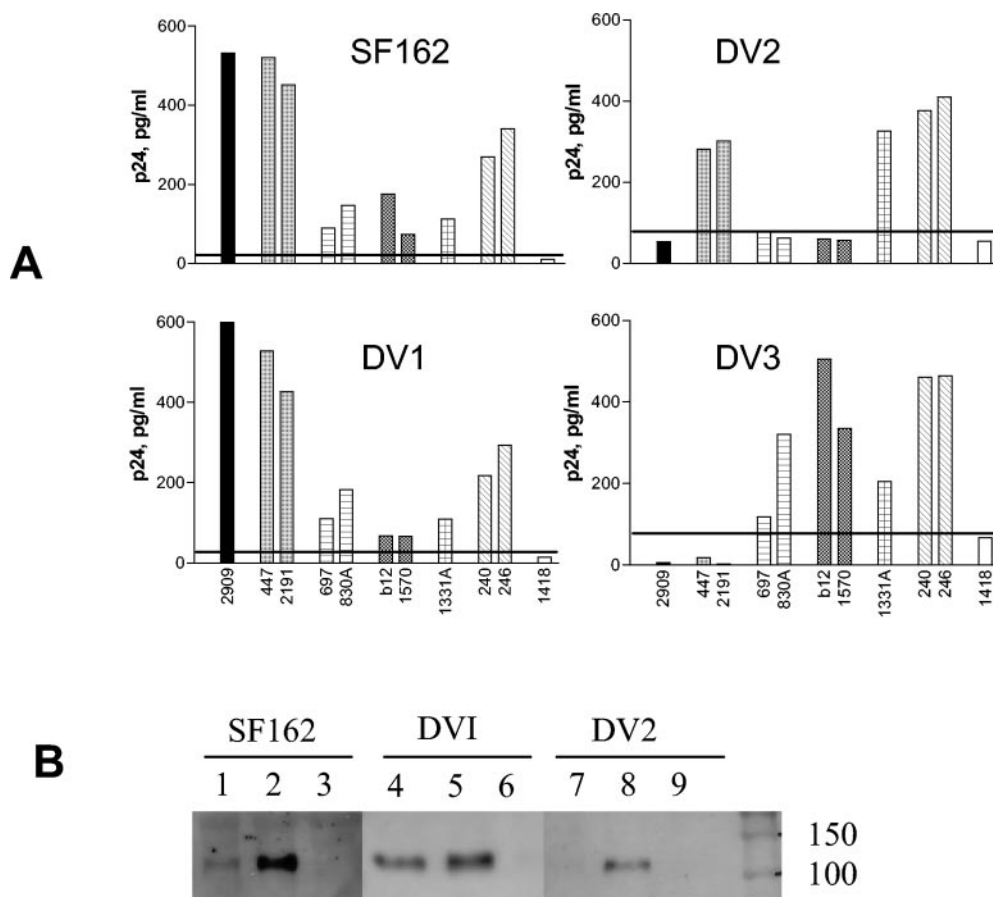 A
SF162
p24, pg/ml
600
400
200
0
DV2
p24, pg/ml
600
400
200
0
DV1
p24, pg/ml
600
400
200
0
2909
447
2191
697
830A
b12
1570
1331A
240
246
1418
DV3
p24, pg/ml
600
400
200
0
2909
447
2191
697
830A
b12
1570
1331A
240
246
1418
B
SF162 DVI DV2
1 2 3 4 5 6 7 8 9
150
100